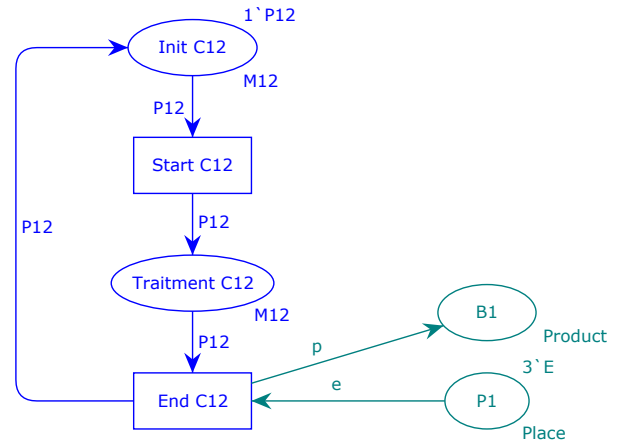 1`P12
Init C12
M12
P12
Start C12
P12
P12
Traitment C12
M12
P12
B1
Product
p
3`E
e
End C12
P1
Place